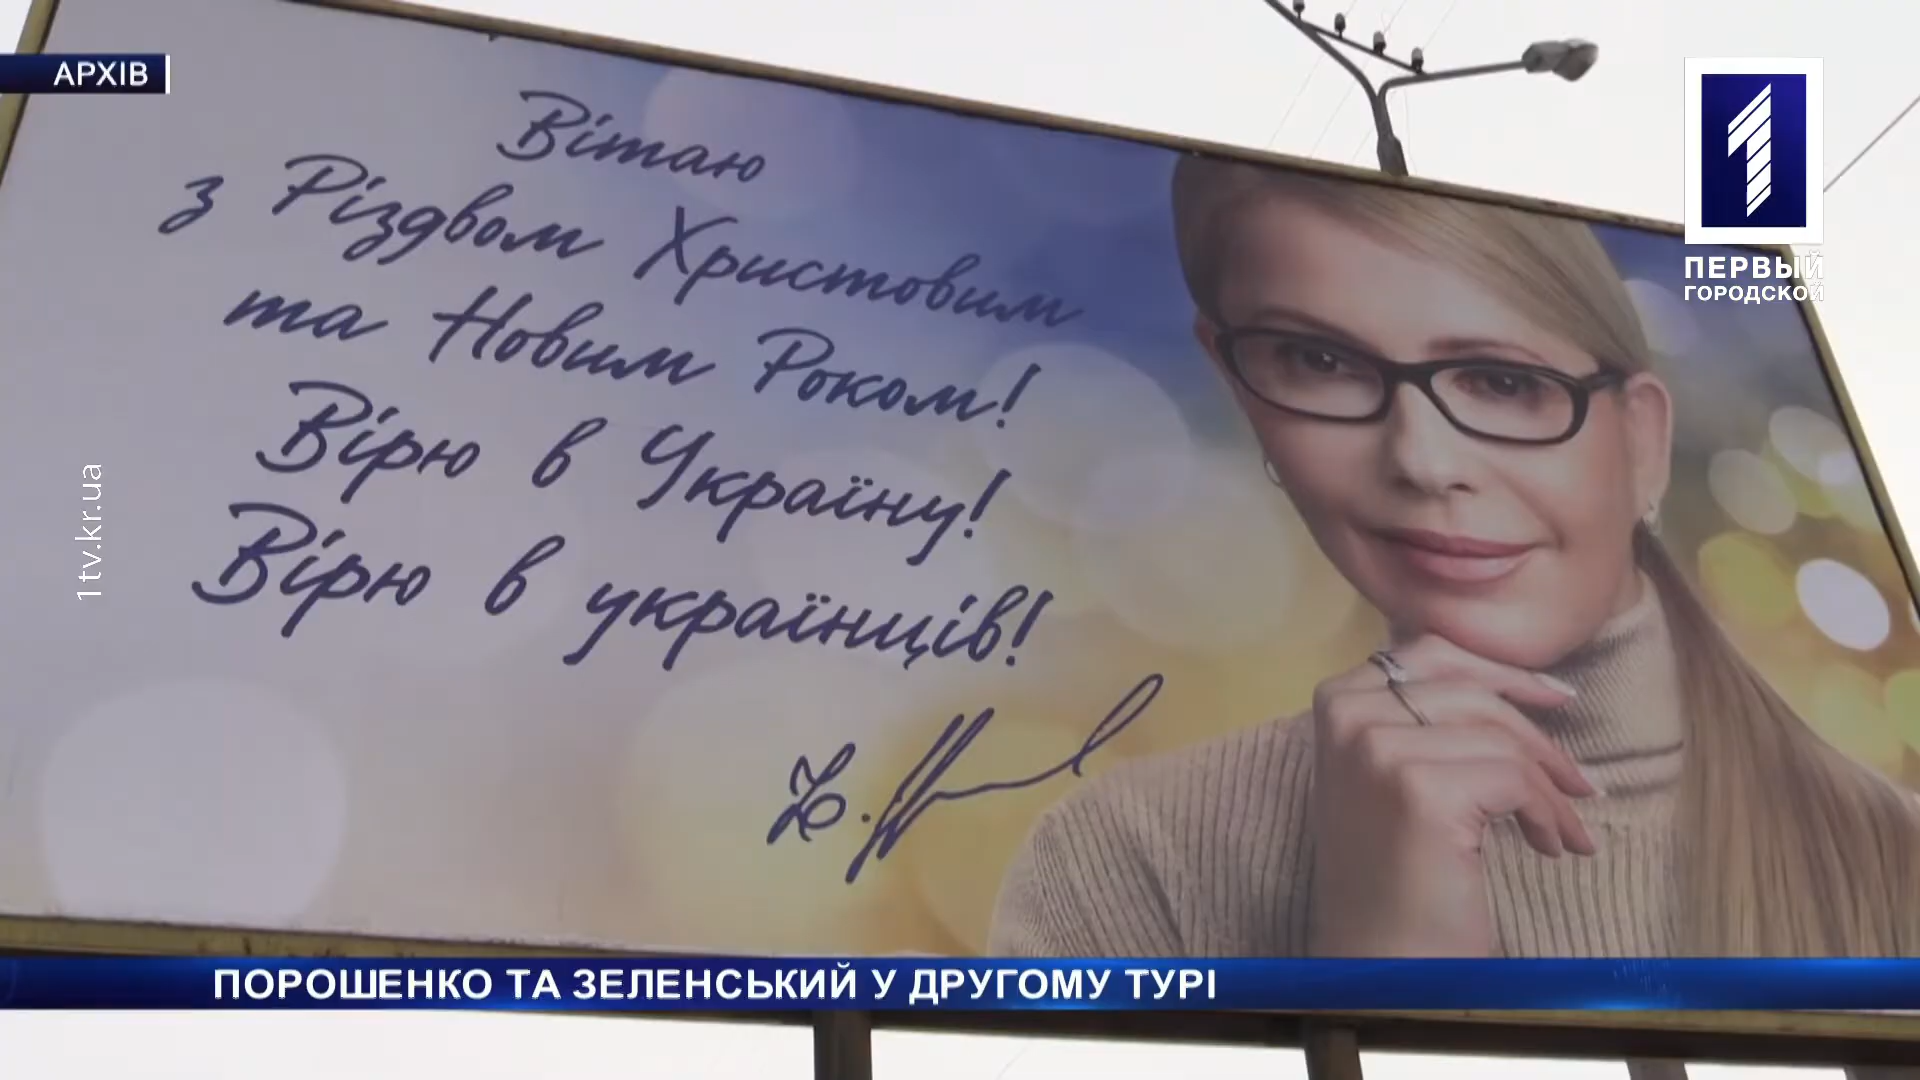 АРХІВ
Вітаю
з Різдвом Христовим
та Новим Роком!
Вірю в Україну!
Вірю в українців!
ПЕРВЫЙ
ГОРОДСКОЙ
1tv.kr.ua
ПОРОШЕНКО ТА ЗЕЛЕНСЬКИЙ У ДРУГОМУ ТУРІ